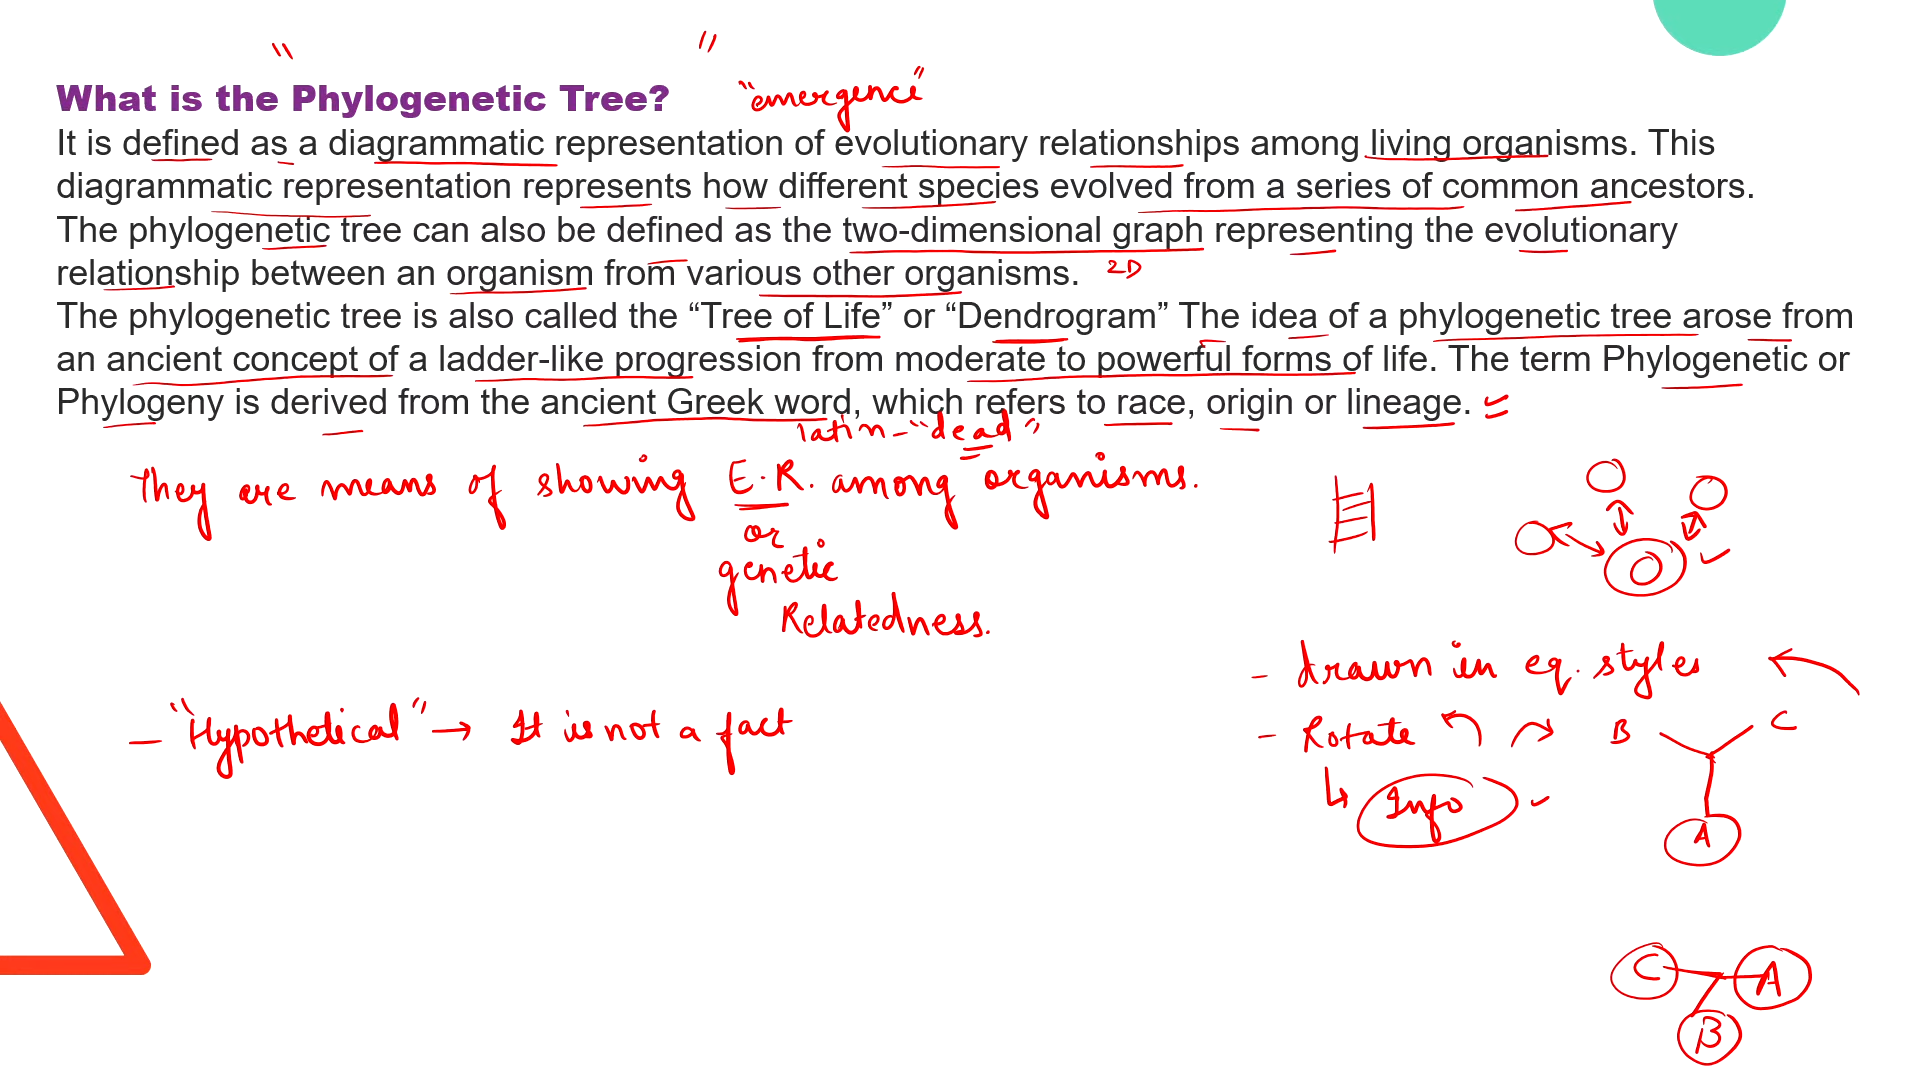 "emergence"
What is the Phylogenetic Tree?
It is defined as a diagrammatic representation of evolutionary relationships among living organisms. This
diagrammatic representation represents how different species evolved from a series of common ancestors.
The phylogenetic tree can also be defined as the two-dimensional graph representing the evolutionary
relationship between an organism from various other organisms. 2D
The phylogenetic tree is also called the “Tree of Life” or “Dendrogram” The idea of a phylogenetic tree arose from
an ancient concept of a ladder-like progression from moderate to powerful forms of life. The term Phylogenetic or
Phylogeny is derived from the ancient Greek word, which refers to race, origin or lineage.
latin - "dead"
They are means of showing E.R. among organisms.
or
genetic
Relatedness.
- drawn in eq. styles
- "Hypothetical" → It is not a fact
- Rotate
B C
Info
A
C A
B